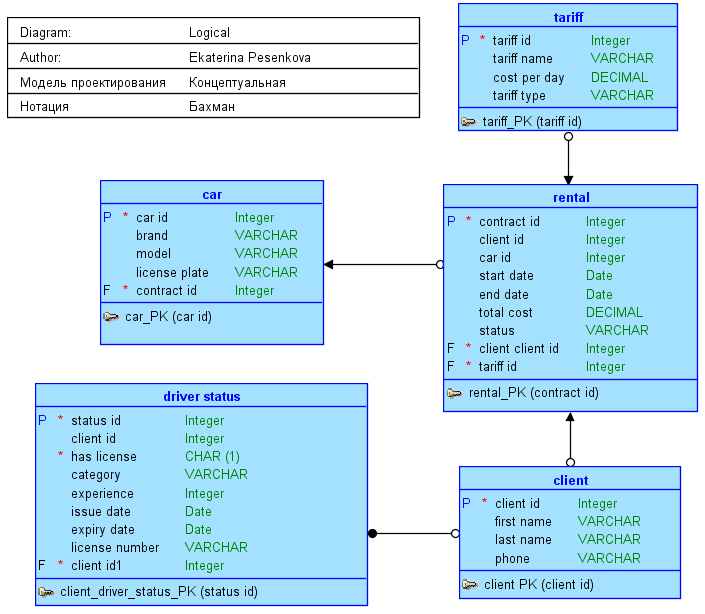 Diagram: Logical
Author: Ekaterina Pesenkova
Модель проектирования Концептуальная
Нотация Бахман
tariff
P * tariff id Integer
tariff name VARCHAR
cost per day DECIMAL
tariff type VARCHAR
tariff_PK (tariff id)
car
P * car id Integer
brand VARCHAR
model VARCHAR
license plate VARCHAR
F * contract id Integer
car_PK (car id)
rental
P * contract id Integer
client id Integer
car id Integer
start date Date
end date Date
total cost DECIMAL
status VARCHAR
F * client client id Integer
F * tariff id Integer
rental_PK (contract id)
driver status
P * status id Integer
client id Integer
* has license CHAR (1)
category VARCHAR
experience Integer
issue date Date
expiry date Date
license number VARCHAR
F * client id1 Integer
client_driver_status_PK (status id)
client
P * client id Integer
first name VARCHAR
last name VARCHAR
phone VARCHAR
client PK (client id)